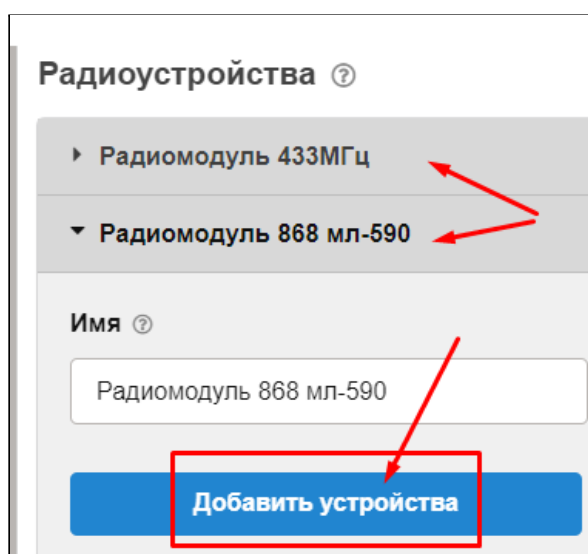 Радиоустройства ?
Радиомодуль 433МГц
Радиомодуль 868 мл-590
Имя ?
Радиомодуль 868 мл-590
Добавить устройства